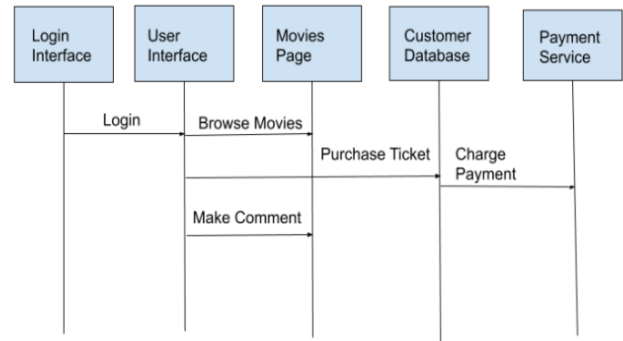 Login
Interface
User
Interface
Movies
Page
Customer
Database
Payment
Service
Login
Browse Movies
Purchase Ticket
Charge
Payment
Make Comment